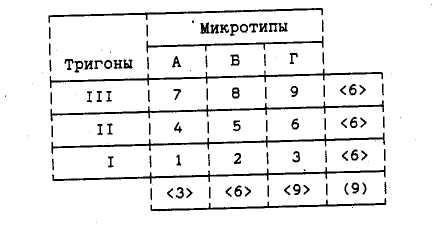 Микротипы
Тригоны А Б Г
III 7 8 9 <6>
II 4 5 6 <6>
I 1 2 3 <6>
<3> <6> <9> (9)